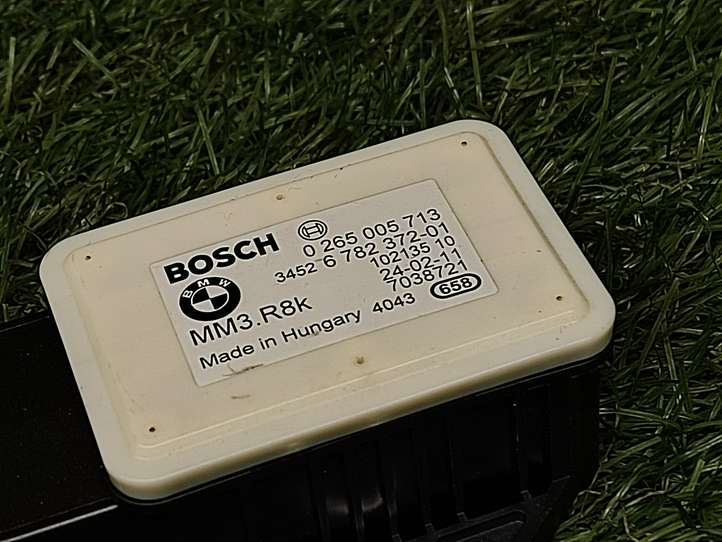 BOSCH
0 265 005 713
3452 6 782 372-01
BMW
102135 10
24-02-11
MM3.R8k
7038721
Made in Hungary 4043 658